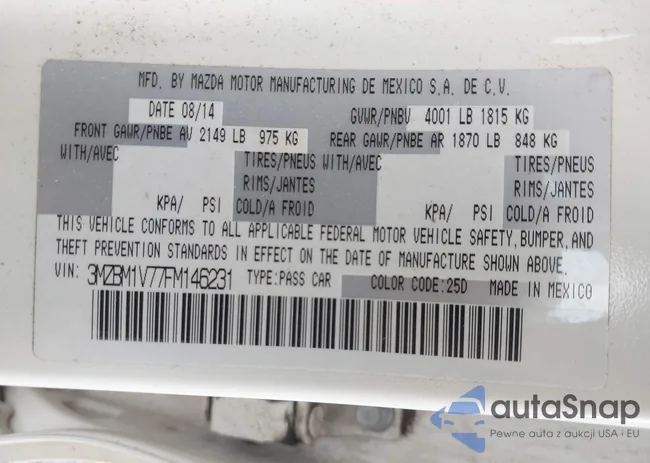 MFD. BY MAZDA MOTOR MANUFACTURING DE MEXICO S.A. DE C.V.
DATE 08/14 GVWR/PNBV 4001 LB 1815 KG
FRONT GAWR/PNBE AV 2149 LB 975 KG REAR GAWR/PNBE AR 1870 LB 848 KG
WITH/AVEC TIRES/PNEUS WITH/AVEC TIRES/PNEUS
RIMS/JANTES RIMS/JANTES
KPA/ PSI COLD/A FROID KPA/ PSI COLD/A FROID
THIS VEHICLE CONFORMS TO ALL APPLICABLE FEDERAL MOTOR VEHICLE SAFETY, BUMPER, AND
THEFT PREVENTION STANDARDS IN EFFECT ON THE DATE OF MANUFACTURE SHOWN ABOVE.
VIN: 3MZBM1V77FM146231 TYPE:PASS CAR COLOR CODE:25D MADE IN MEXICO
autaSnap
Pewne auta z aukcji USA i EU